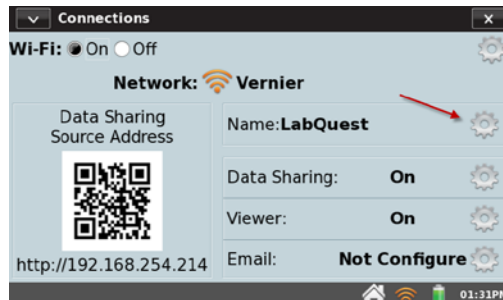 Connections
Wi-Fi: On Off
Network: Vernier
Data Sharing
Source Address
http://192.168.254.214
Name:LabQuest
Data Sharing: On
Viewer: On
Email: Not Configure
01:31P